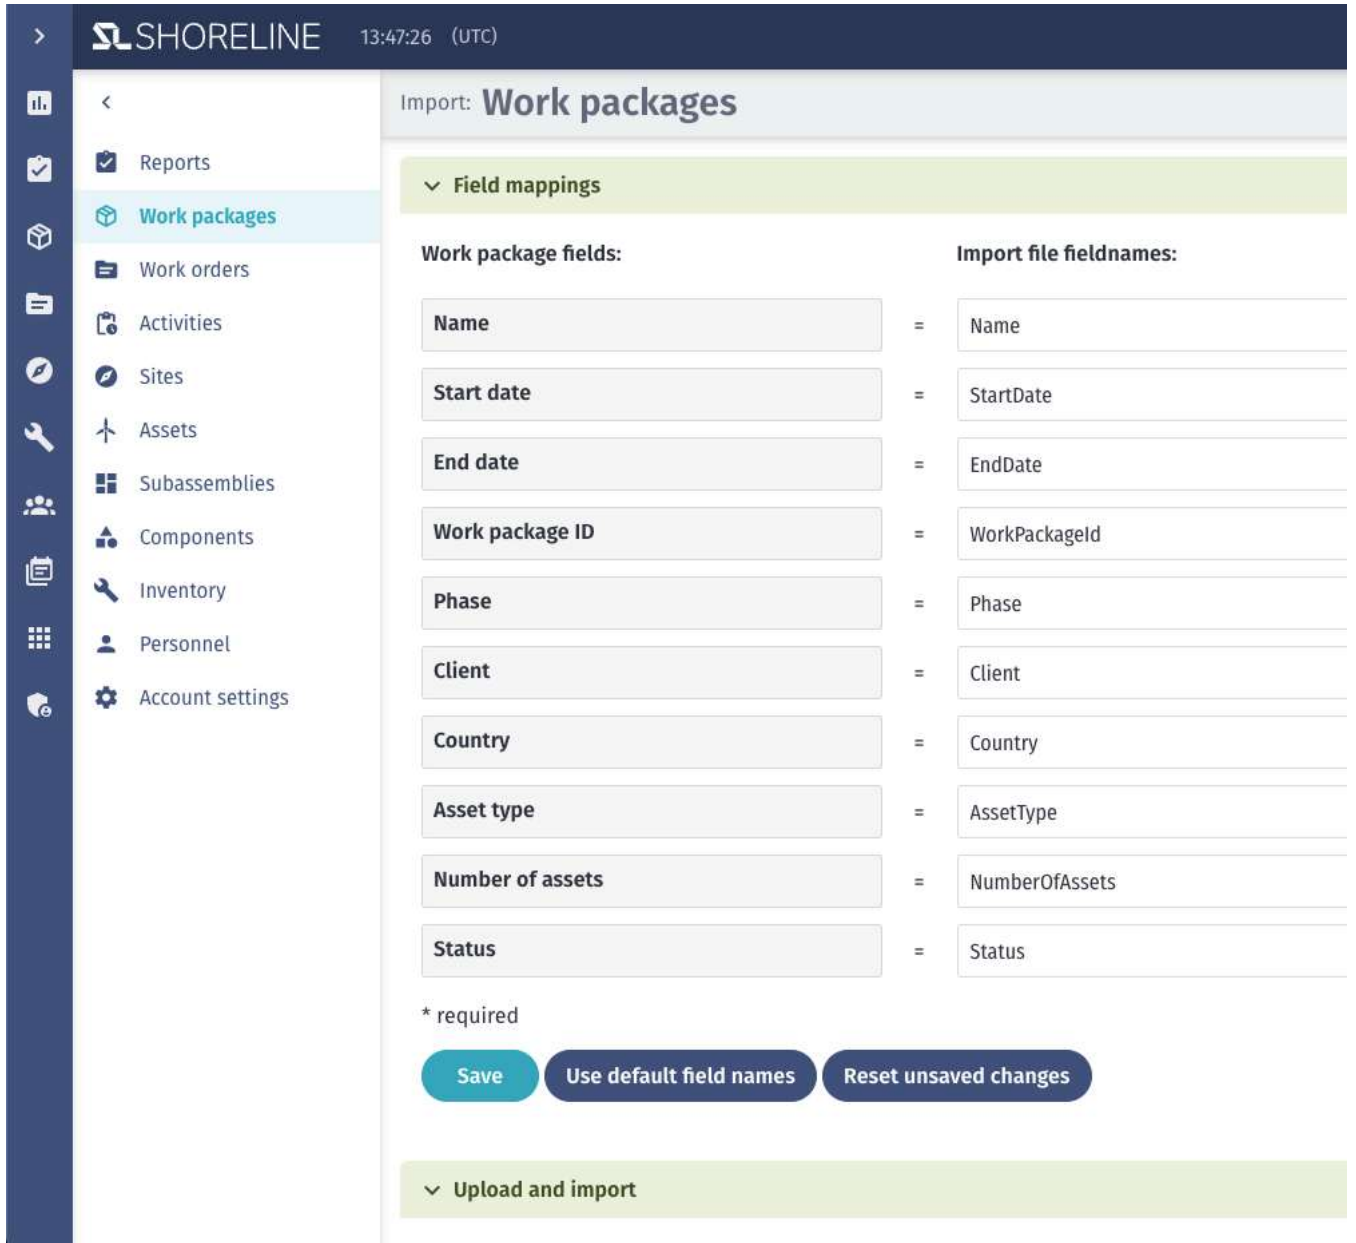 SL SHORELINE 13:47:26 (UTC)
Import: Work packages
Reports
Work packages
Work orders
Activities
Sites
Assets
Subassemblies
Components
Inventory
Personnel
Account settings
Field mappings
Work package fields: Import file fieldnames:
Name = Name
Start date = StartDate
End date = EndDate
Work package ID = WorkPackageId
Phase = Phase
Client = Client
Country = Country
Asset type = AssetType
Number of assets = NumberOfAssets
Status = Status
* required
Save Use default field names Reset unsaved changes
Upload and import